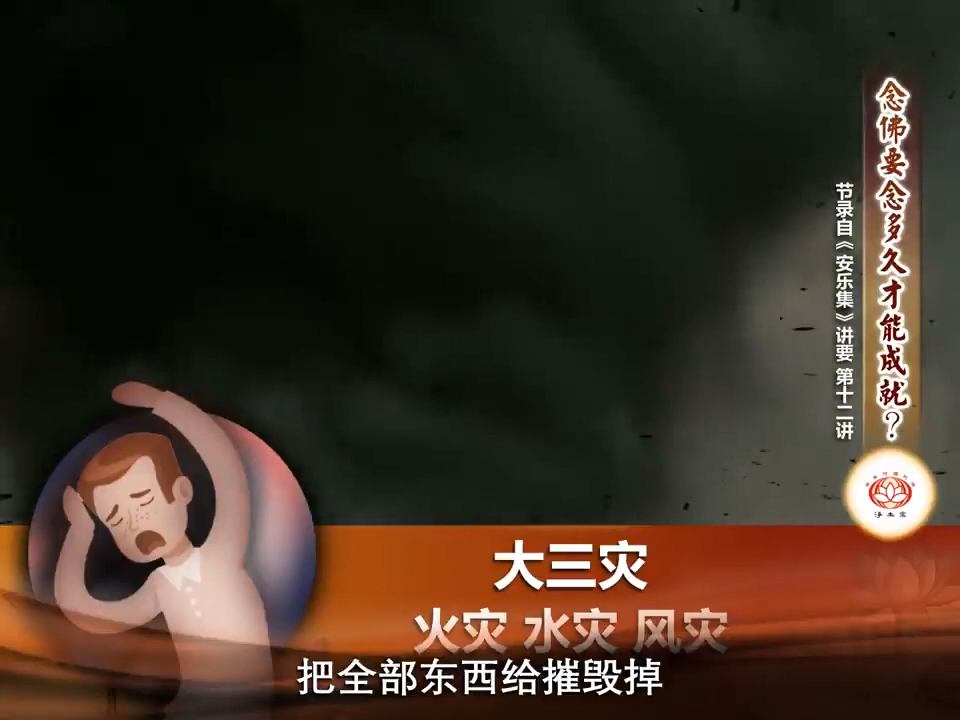 念佛要念多久才能成就？
节录自《安乐集》讲要 第十二讲
净土宗
大三灾
火灾 水灾 风灾
把全部东西给摧毁掉